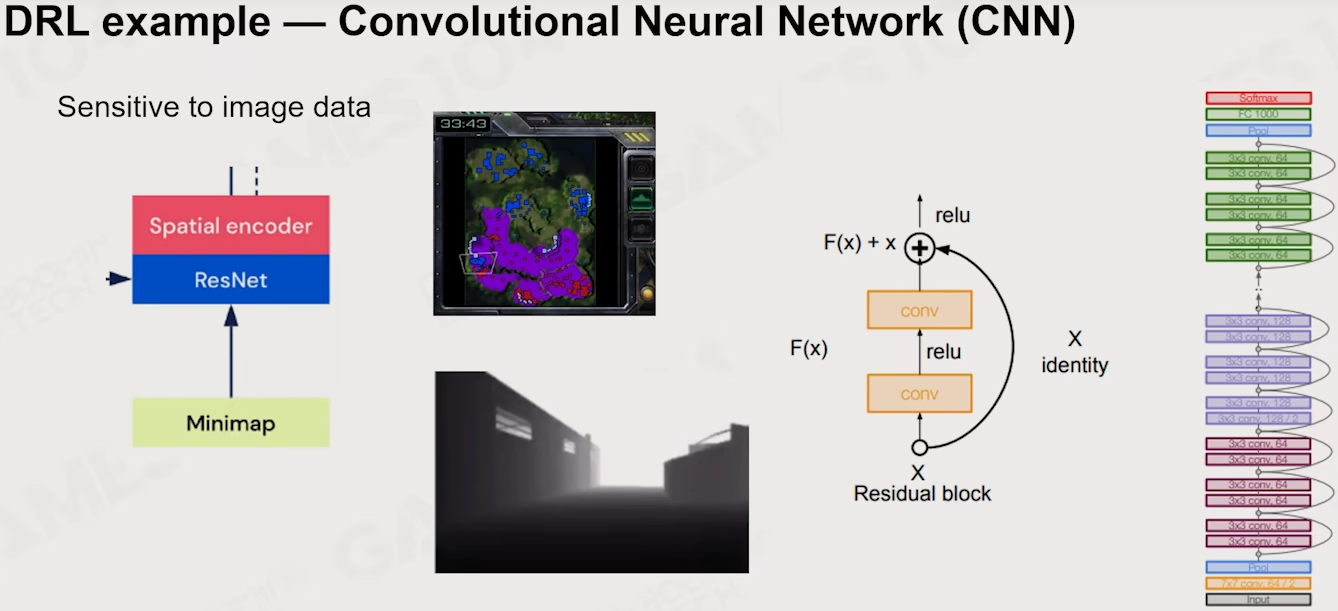 DRL example — Convolutional Neural Network (CNN)
Sensitive to image data
Spatial encoder
ResNet
Minimap
33:43
relu
F(x) + x
conv
F(x)
relu
X
identity
conv
X
Residual block
Softmax
FC 1000
Pool
3x3 conv, 64
3x3 conv, 64
3x3 conv, 64
3x3 conv, 64
3x3 conv, 64
3x3 conv, 64
..
3x3 conv, 128
3x3 conv, 128
3x3 conv, 128
3x3 conv, 128
3x3 conv, 128
3x3 conv, 128 / 2
3x3 conv, 64
3x3 conv, 64
3x3 conv, 64
3x3 conv, 64
3x3 conv, 64
3x3 conv, 64
Pool
7x7 conv, 64 / 2
Input